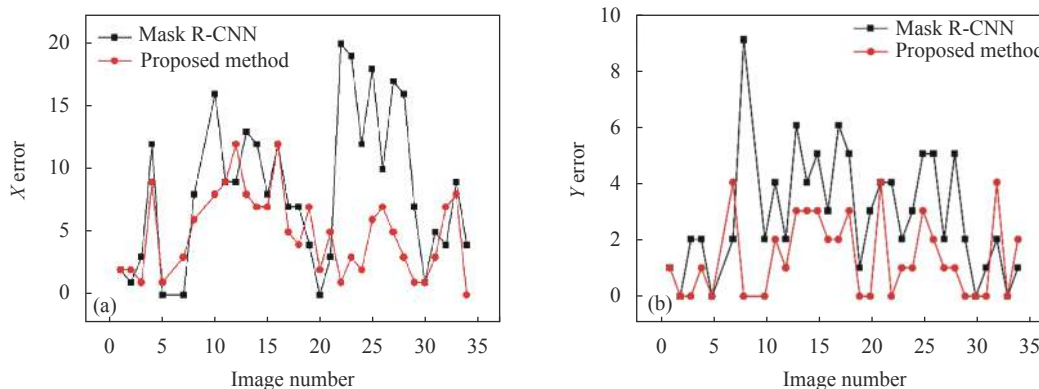 20
15
10
5
0
X error
Mask R-CNN
Proposed method
(a)
0 5 10 15 20 25 30 35
Image number
10
8
6
4
2
0
Y error
Mask R-CNN
Proposed method
(b)
0 5 10 15 20 25 30 35
Image number